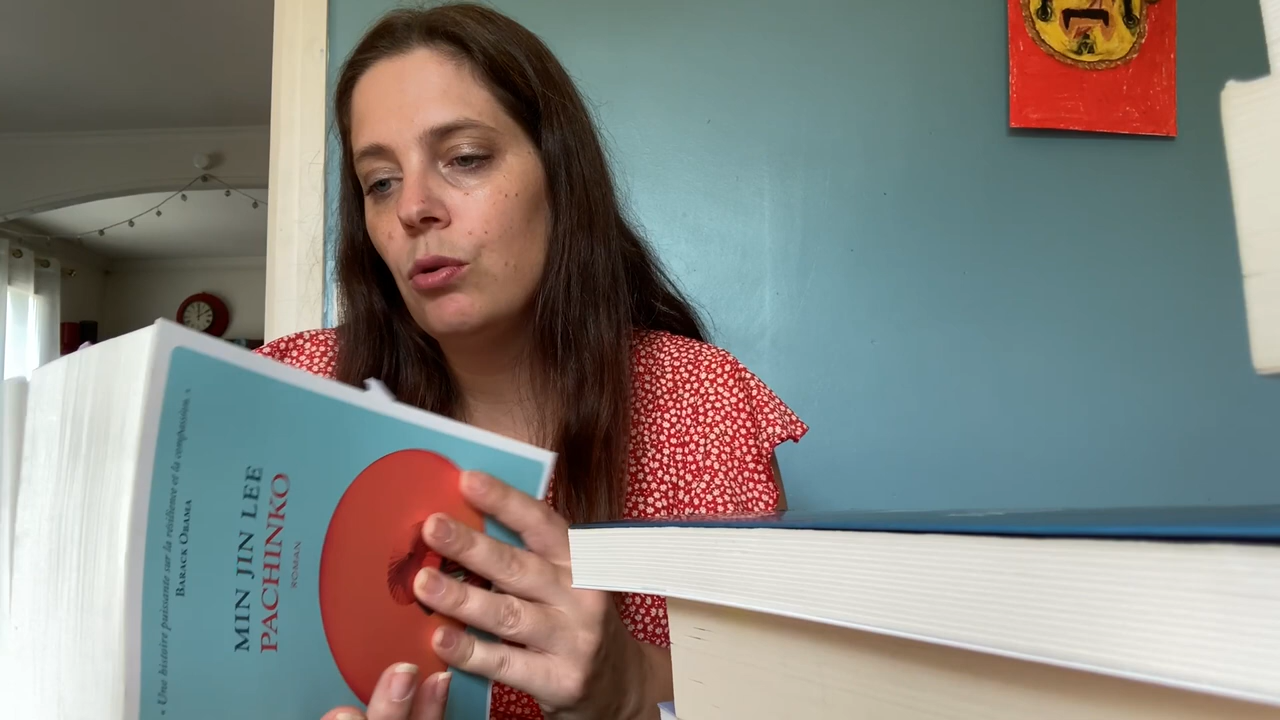 « Une histoire puissante sur la résilience et la compassion. »
BARACK OBAMA
MIN JIN LEE
PACHINKO
ROMAN